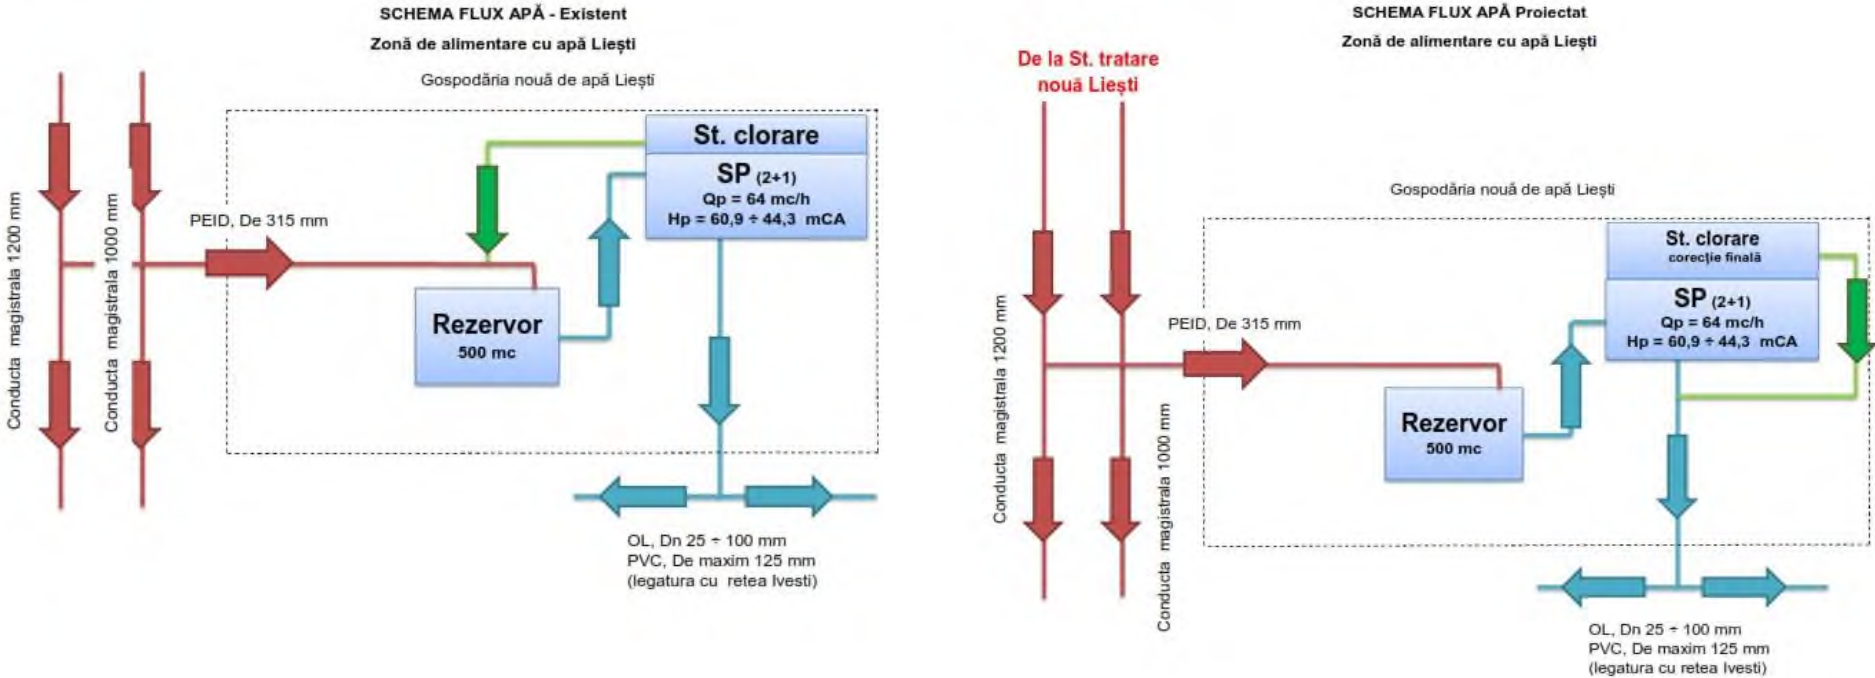 SCHEMA FLUX APĂ - Existent
Zonă de alimentare cu apă Liești
Gospodăria nouă de apă Liești
St. clorare
SP (2+1)
Qp = 64 mc/h
Hp = 60,9 ÷ 44,3 mCA
PEID, De 315 mm
Conducta magistrala 1200 mm
Conducta magistrala 1000 mm
Rezervor
500 mc
OL, Dn 25 ÷ 100 mm
PVC, De maxim 125 mm
(legatura cu retea Ivesti)
SCHEMA FLUX APĂ Proiectat
Zonă de alimentare cu apă Liești
De la St. tratare
nouă Liești
Gospodăria nouă de apă Liești
St. clorare
corecție finală
SP (2+1)
Qp = 64 mc/h
Hp = 60,9 ÷ 44,3 mCA
PEID, De 315 mm
Conducta magistrala 1200 mm
Conducta magistrala 1000 mm
Rezervor
500 mc
OL, Dn 25 ÷ 100 mm
PVC, De maxim 125 mm
(legatura cu retea Ivesti)